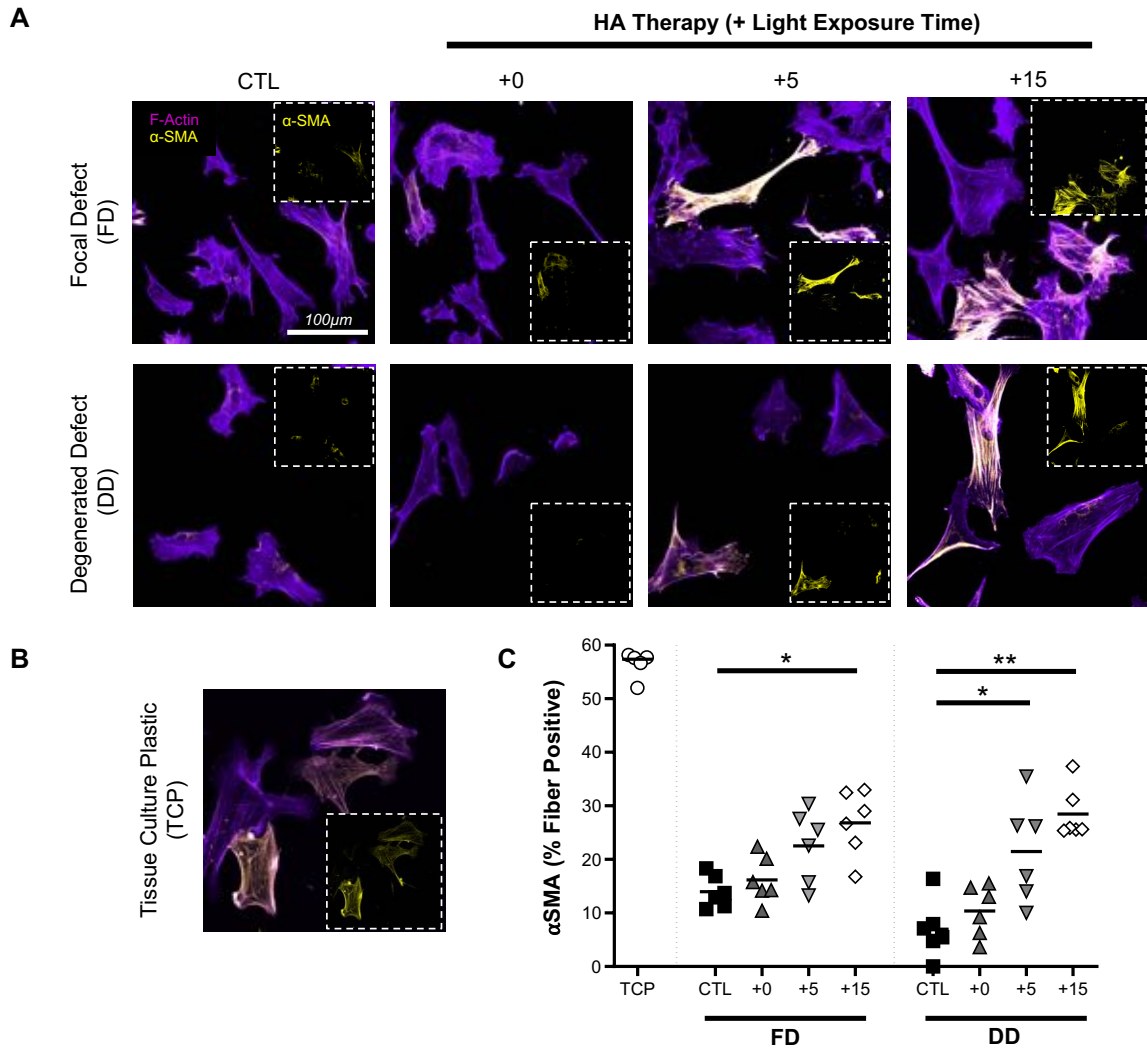 A
HA Therapy (+ Light Exposure Time)
CTL
+0
+5
+15
Focal Defect
(FD)
F-Actin
α-SMA
α-SMA
100µm
Degenerated Defect
(DD)
B
Tissue Culture Plastic
(TCP)
C
αSMA (% Fiber Positive)
60
50
40
30
20
10
0
*
**
*
TCP
CTL
+0
+5
+15
CTL
+0
+5
+15
FD
DD